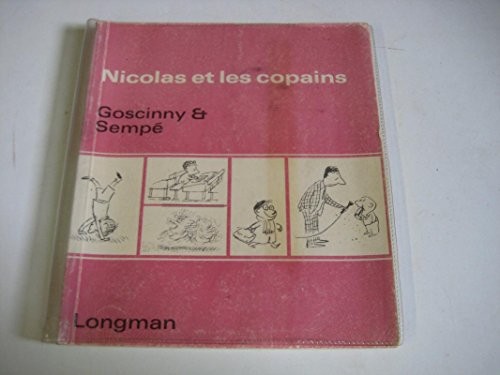 Nicolas et les copains
Goscinny &
Sempé
Longman